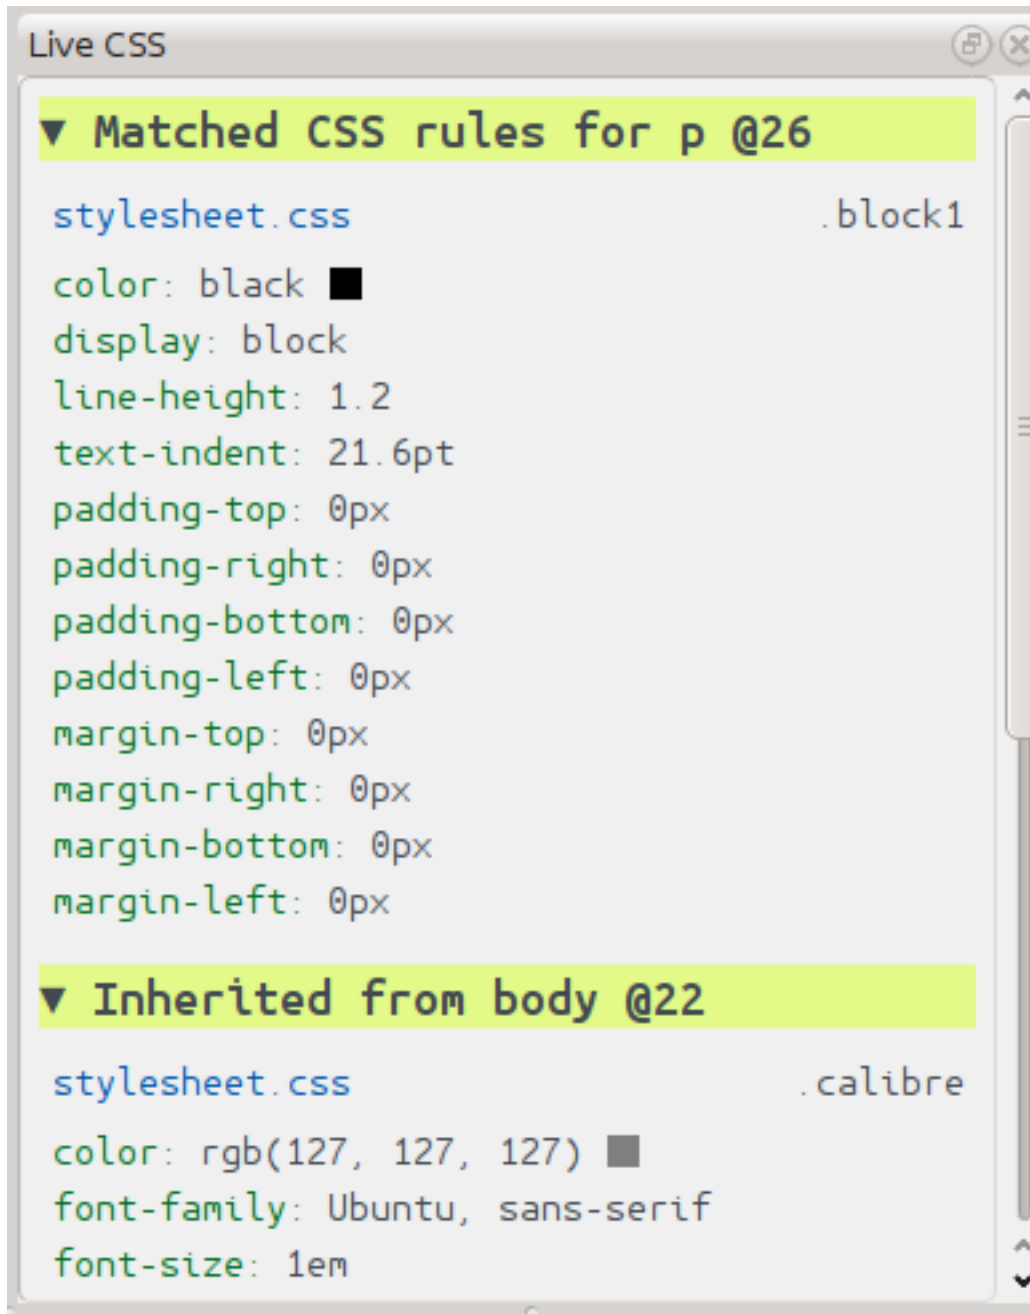 Live CSS
▼ Matched CSS rules for p @26
stylesheet.css .block1
color: black
display: block
line-height: 1.2
text-indent: 21.6pt
padding-top: 0px
padding-right: 0px
padding-bottom: 0px
padding-left: 0px
margin-top: 0px
margin-right: 0px
margin-bottom: 0px
margin-left: 0px
▼ Inherited from body @22
stylesheet.css .calibre
color: rgb(127, 127, 127)
font-family: Ubuntu, sans-serif
font-size: 1em